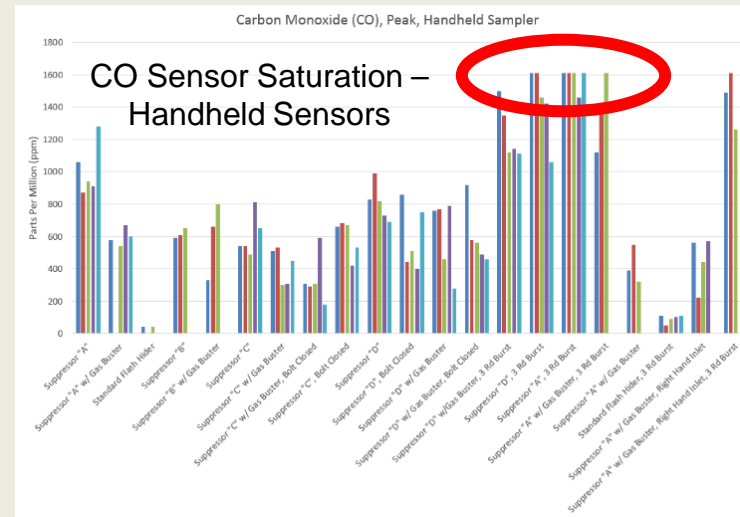 Carbon Monoxide (CO), Peak, Handheld Sampler
CO Sensor Saturation –
Handheld Sensors
Parts Per Million (ppm)
1800
1600
1400
1200
1000
800
600
400
200
0
Suppressor "A"
Suppressor "A" w/ Gas Buster
Standard Flash Hider
Suppressor "B"
Suppressor "B" w/ Gas Buster
Suppressor "C"
Suppressor "C" w/ Gas Buster
Suppressor "C" w/ Gas Buster, Bolt Closed
Suppressor "C", Bolt Closed
Suppressor "D"
Suppressor "D", Bolt Closed
Suppressor "D" w/ Gas Buster
Suppressor "D" w/ Gas Buster, Bolt Closed
Suppressor "D" w/Gas Buster, 3 Rd Burst
Suppressor "D", 3 Rd Burst
Suppressor "A", 3 Rd Burst
Suppressor "A" w/ Gas Buster, 3 Rd Burst
Suppressor "A" w/ Gas Buster
Standard Flash Hider, 3 Rd Burst
Suppressor "A" w/ Gas Buster, Right Hand Inlet
Suppressor "A" w/ Gas Buster, Right Hand Inlet, 3 Rd Burst